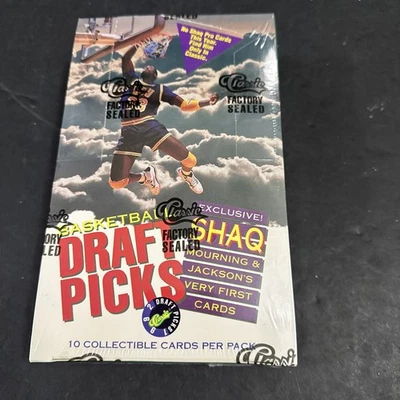 No Shaq Pro Cards
This Year.
Find Him
Only In
Classic.
Classic
FACTORY
SEALED
BASKETBALL
Classic
FACTORY
SEALED
FACTORY
SEALED
DRAFT
PICKS
EXCLUSIVE!
SHAQ
MOURNING &
JACKSON'S
VERY FIRST
CARDS
Classic
10 COLLECTIBLE CARDS PER PACK
Classic